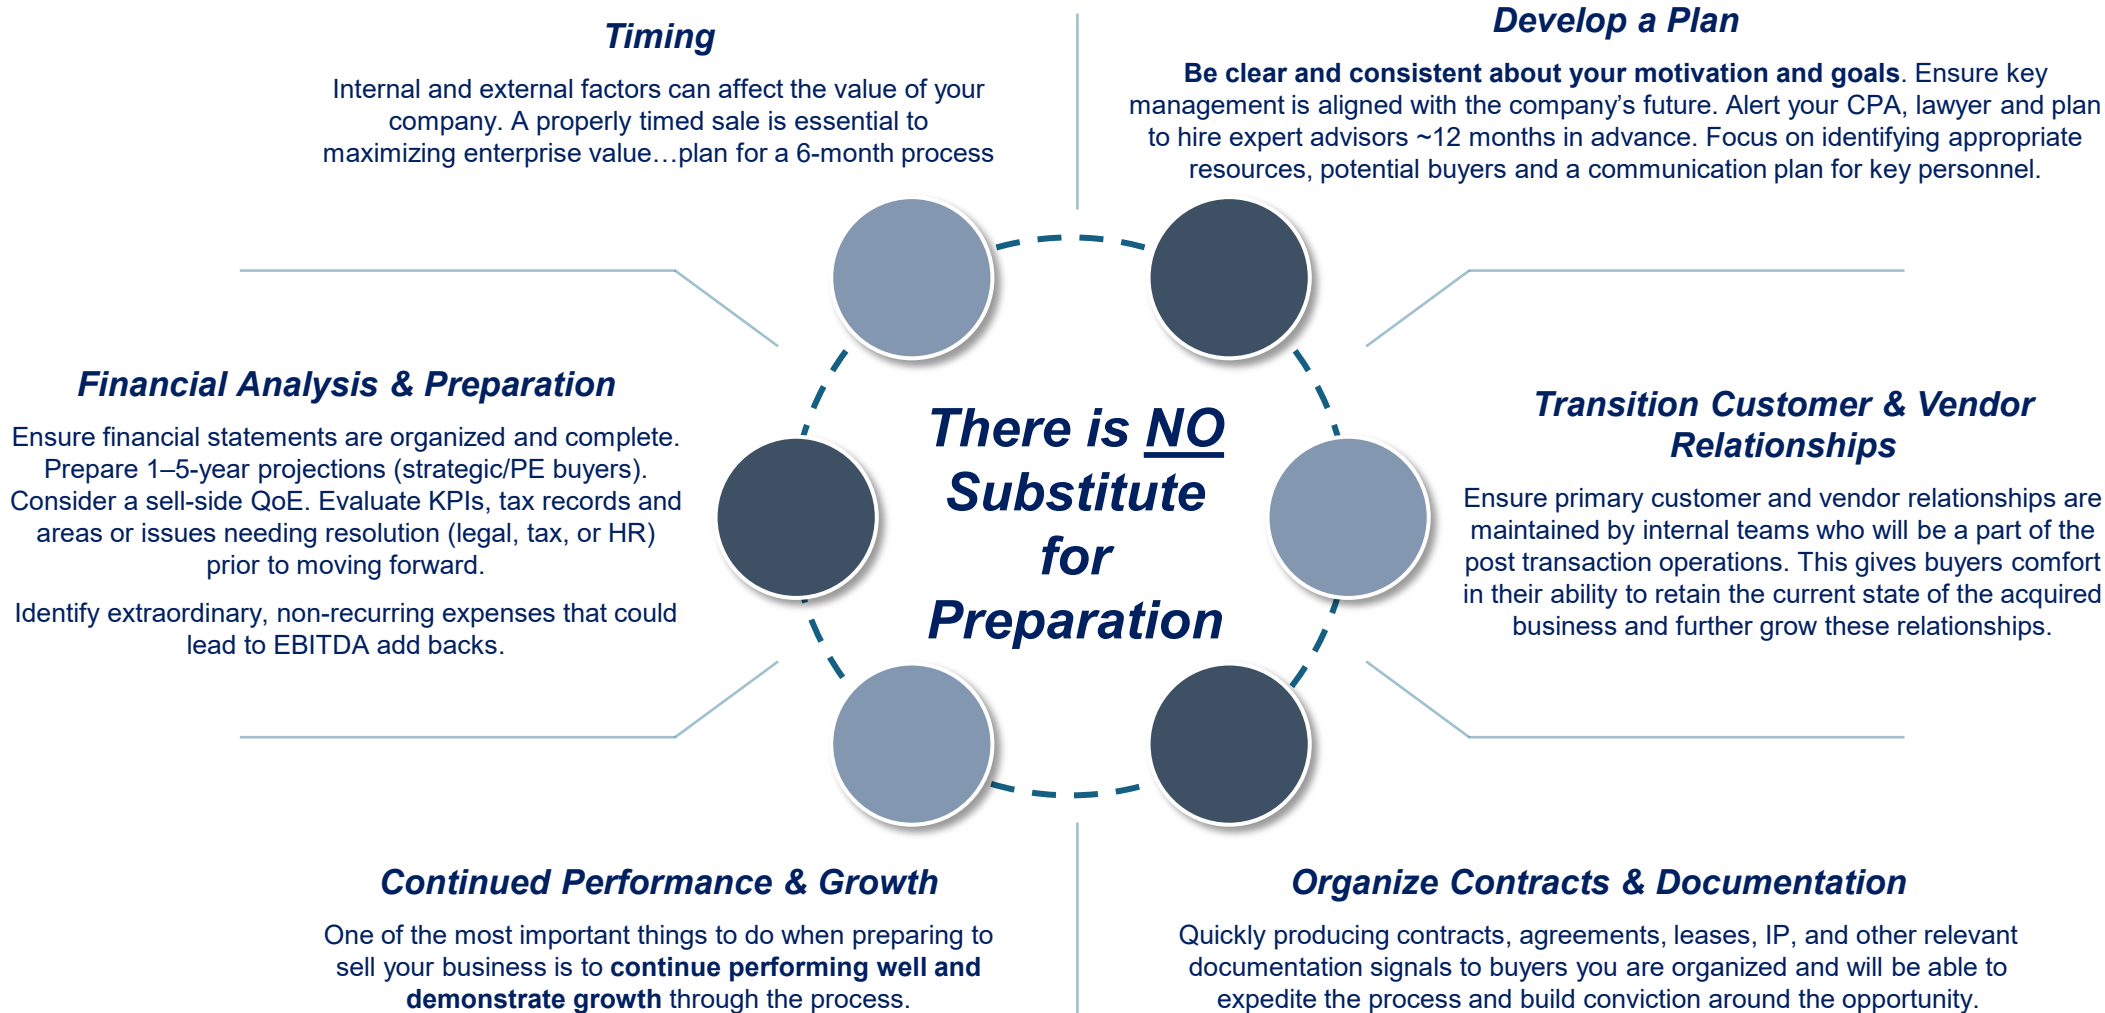 Timing
Internal and external factors can affect the value of your
company. A properly timed sale is essential to
maximizing enterprise value…plan for a 6-month process
Develop a Plan
Be clear and consistent about your motivation and goals. Ensure key
management is aligned with the company’s future. Alert your CPA, lawyer and plan
to hire expert advisors ~12 months in advance. Focus on identifying appropriate
resources, potential buyers and a communication plan for key personnel.
Financial Analysis & Preparation
Ensure financial statements are organized and complete.
Prepare 1–5-year projections (strategic/PE buyers).
Consider a sell-side QoE. Evaluate KPIs, tax records and
areas or issues needing resolution (legal, tax, or HR)
prior to moving forward.
Identify extraordinary, non-recurring expenses that could
lead to EBITDA add backs.
There is NO
Substitute
for
Preparation
Transition Customer & Vendor
Relationships
Ensure primary customer and vendor relationships are
maintained by internal teams who will be a part of the
post transaction operations. This gives buyers comfort
in their ability to retain the current state of the acquired
business and further grow these relationships.
Continued Performance & Growth
One of the most important things to do when preparing to
sell your business is to continue performing well and
demonstrate growth through the process.
Organize Contracts & Documentation
Quickly producing contracts, agreements, leases, IP, and other relevant
documentation signals to buyers you are organized and will be able to
expedite the process and build conviction around the opportunity.